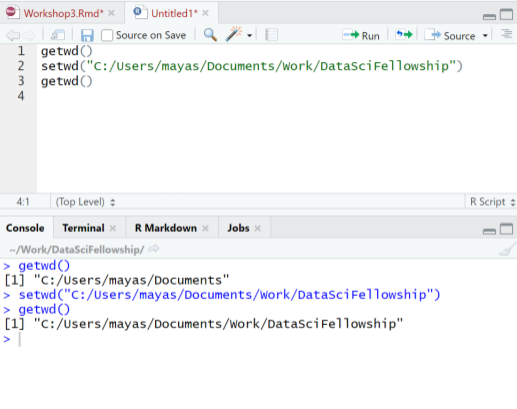 Workshop3.Rmd*
Untitled1*
Source on Save
Run
Source
1 getwd()
2 setwd("C:/Users/mayas/Documents/Work/DataSciFellowship")
3 getwd()
4
4:1 (Top Level) R Script
Console Terminal R Markdown Jobs
~/Work/DataSciFellowship/
> getwd()
[1] "C:/Users/mayas/Documents"
> setwd("C:/Users/mayas/Documents/Work/DataSciFellowship")
> getwd()
[1] "C:/Users/mayas/Documents/Work/DataSciFellowship"
>